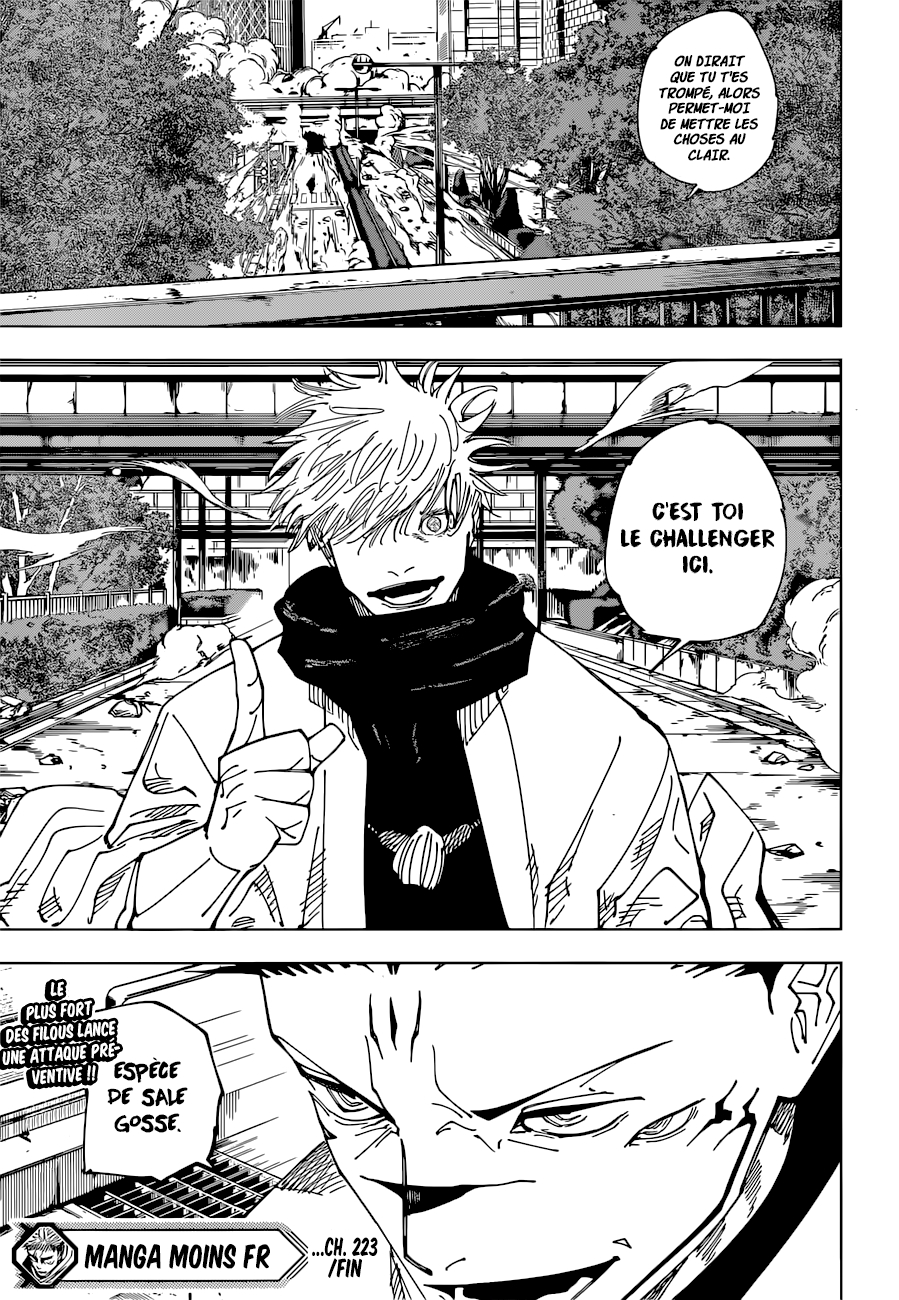 ON DIRAIT
QUE TU T'ES
TROMPÉ, ALORS
PERMET-MOI
DE METTRE LES
CHOSES AU
CLAIR.
C'EST TOI
LE CHALLENGER
ICI.
LE
PLUS FORT
DES FILOUS LANCE
UNE ATTAQUE PRÉ-
VENTIVE !!
ESPÈCE
DE SALE
GOSSE.
MANGA MOINS FR
...CH. 223
/FIN